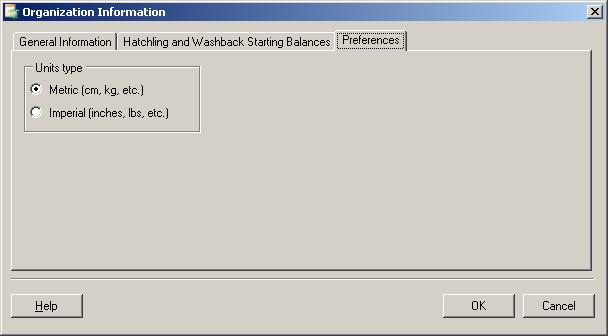 Organization Information
General Information
Hatchling and Washback Starting Balances
Preferences
Units type
Metric (cm, kg, etc.)
Imperial (inches, lbs, etc.)
Help
OK
Cancel